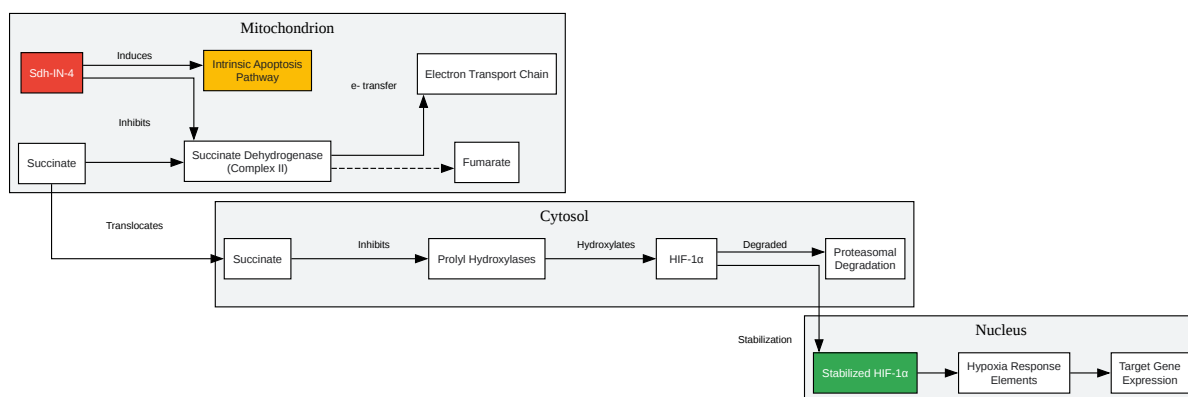 Mitochondrion
Sdh-IN-4
Induces
Intrinsic Apoptosis
Pathway
Electron Transport Chain
e- transfer
Inhibits
Succinate
Succinate Dehydrogenase
(Complex II)
Fumarate
Translocates
Cytosol
Succinate
Inhibits
Prolyl Hydroxylases
Hydroxylates
HIF-1α
Degraded
Proteasomal
Degradation
Stabilization
Nucleus
Stabilized HIF-1α
Hypoxia Response
Elements
Target Gene
Expression